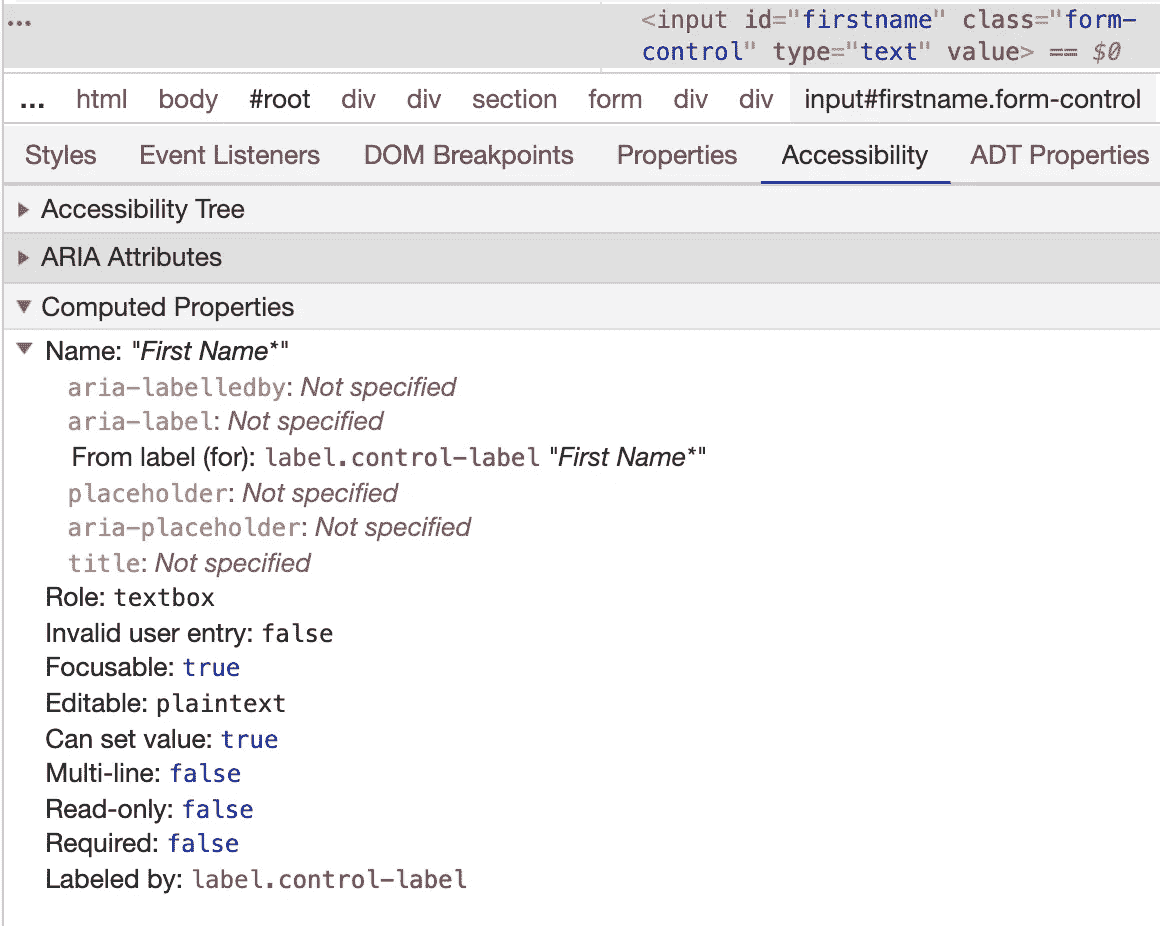 ... <input id="firstname" class="form-
control" type="text" value> == $0
... html body #root div div section form div div input#firstname.form-control
Styles Event Listeners DOM Breakpoints Properties Accessibility ADT Properties
Accessibility Tree
ARIA Attributes
Computed Properties
Name: "First Name*"
aria-labelledby: Not specified
aria-label: Not specified
From label (for): label.control-label "First Name*"
placeholder: Not specified
aria-placeholder: Not specified
title: Not specified
Role: textbox
Invalid user entry: false
Focusable: true
Editable: plaintext
Can set value: true
Multi-line: false
Read-only: false
Required: false
Labeled by: label.control-label